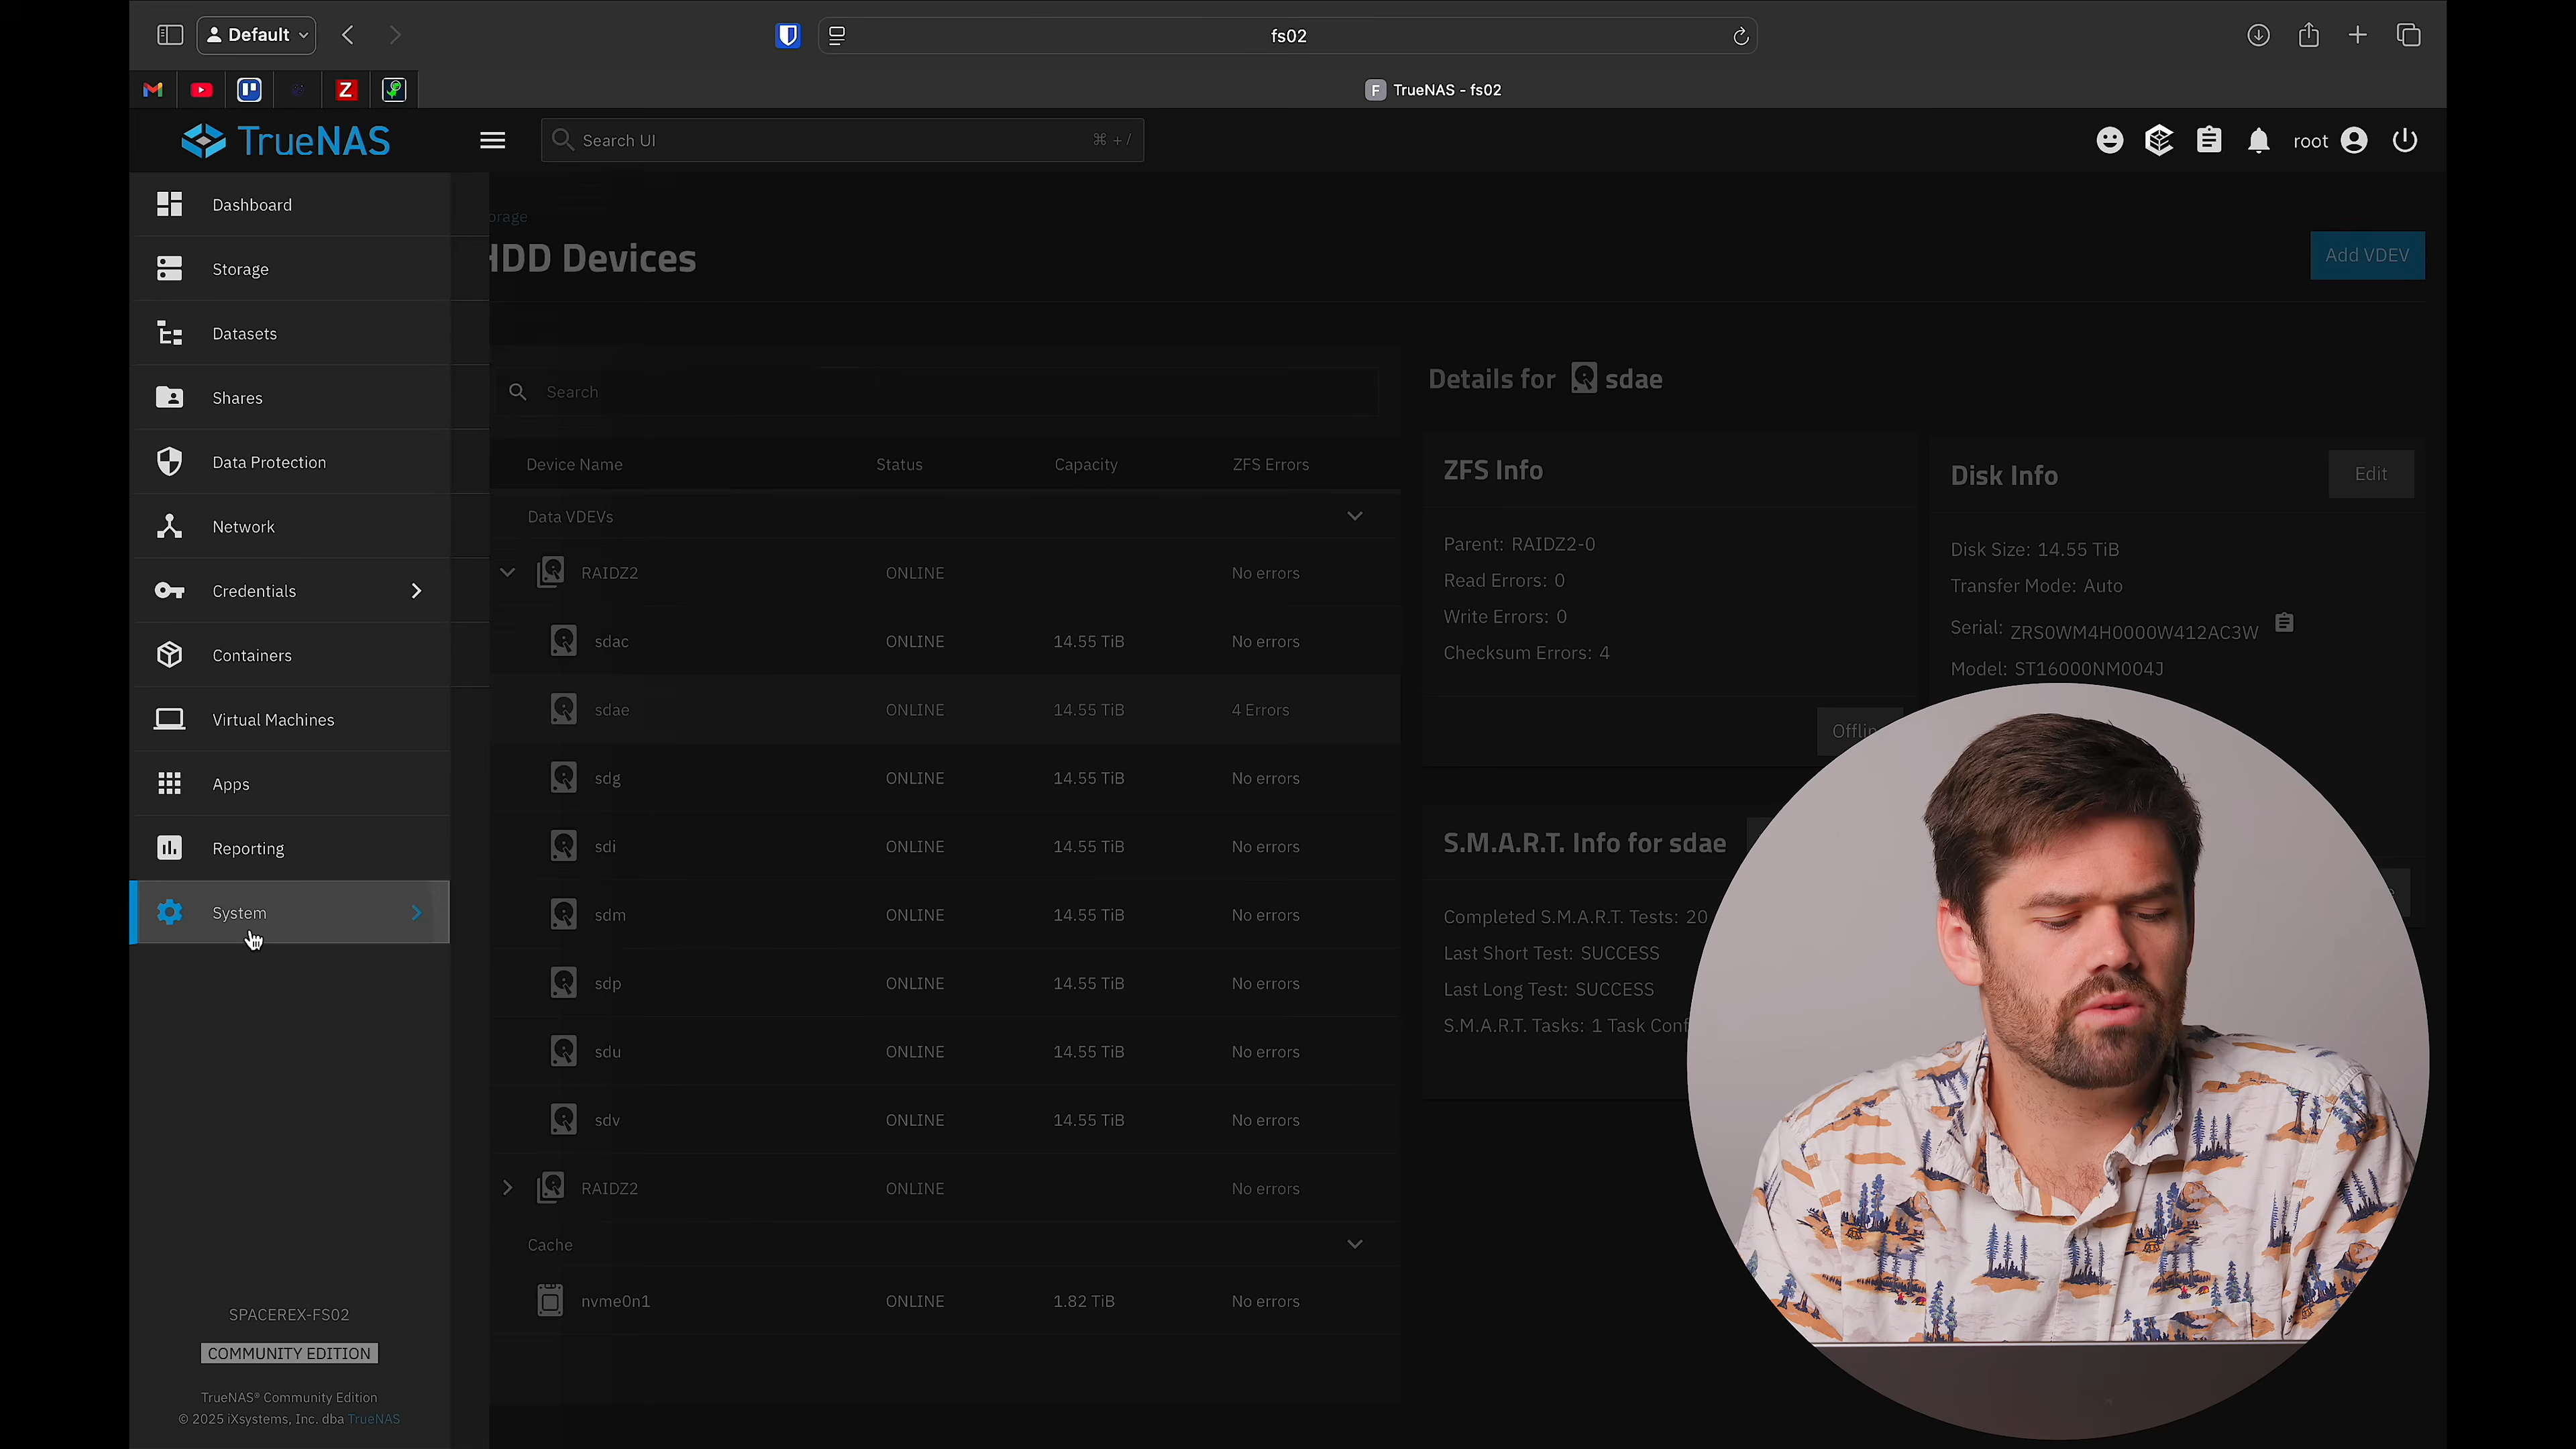 Default
fs02
TrueNAS - fs02
TrueNAS
Search UI
⌘ + /
root
Dashboard
Storage
Datasets
Shares
Data Protection
Network
Credentials
Containers
Virtual Machines
Apps
Reporting
System
SPACEREX-FS02
COMMUNITY EDITION
TrueNAS® Community Edition
© 2025 iXsystems, Inc. dba TrueNAS
orage
HDD Devices
Add VDEV
Search
Device Name Status Capacity ZFS Errors
Data VDEVs
RAIDZ2 ONLINE No errors
sdac ONLINE 14.55 TiB No errors
sdae ONLINE 14.55 TiB 4 Errors
sdg ONLINE 14.55 TiB No errors
sdi ONLINE 14.55 TiB No errors
sdm ONLINE 14.55 TiB No errors
sdp ONLINE 14.55 TiB No errors
sdu ONLINE 14.55 TiB No errors
sdv ONLINE 14.55 TiB No errors
RAIDZ2 ONLINE No errors
Cache
nvme0n1 ONLINE 1.82 TiB No errors
Details for sdae
ZFS Info
Parent: RAIDZ2-0
Read Errors: 0
Write Errors: 0
Checksum Errors: 4
Offlin
Disk Info
Edit
Disk Size: 14.55 TiB
Transfer Mode: Auto
Serial: ZRS0WM4H0000W412AC3W
Model: ST16000NM004J
S.M.A.R.T. Info for sdae
Completed S.M.A.R.T. Tests: 20
Last Short Test: SUCCESS
Last Long Test: SUCCESS
S.M.A.R.T. Tasks: 1 Task Conf